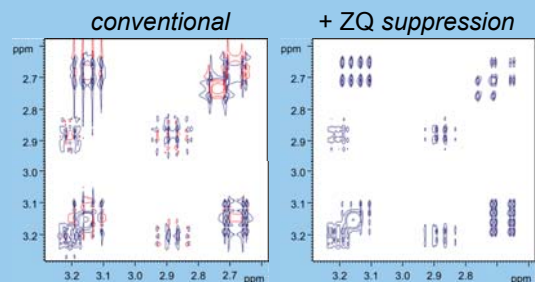 conventional
+ ZQ suppression
ppm
2.7
2.8
2.9
3.0
3.1
3.2
3.2 3.1 3.0 2.9 2.8 2.7 ppm
ppm
2.7
2.8
2.9
3.0
3.1
3.2
3.2 3.1 3.0 2.9 2.8 ppm